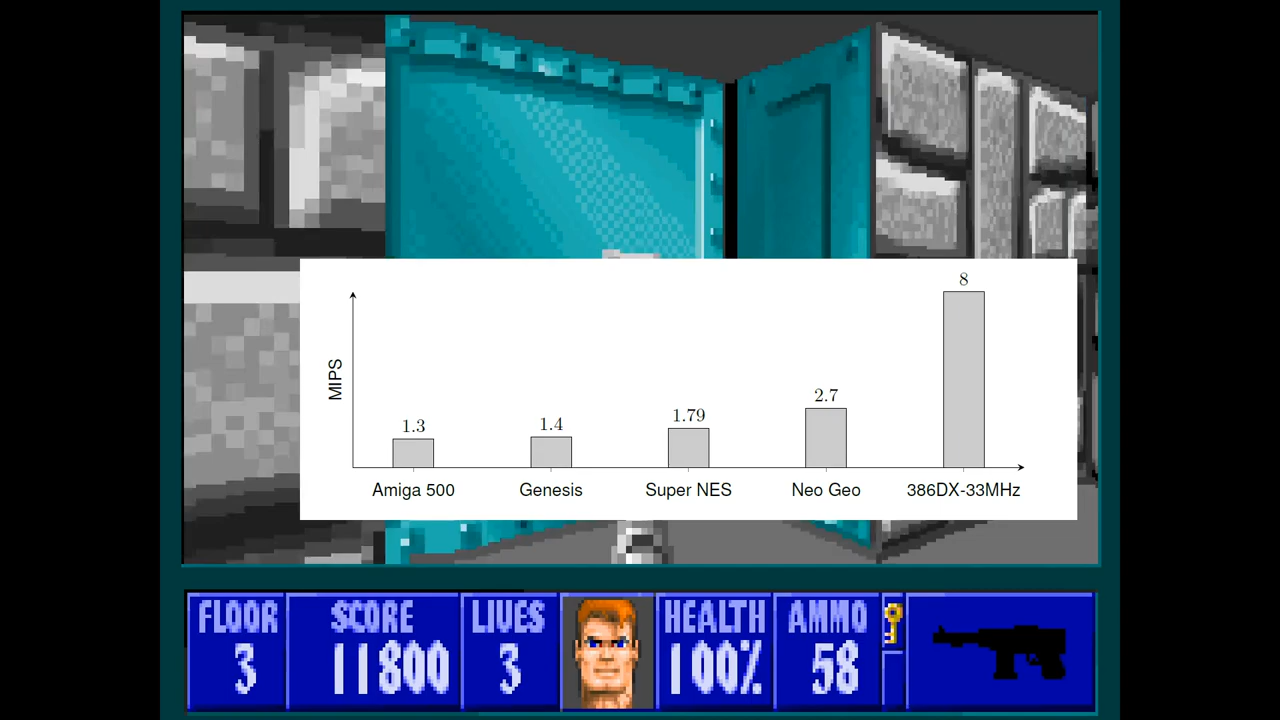 8
2.7
1.79
1.4
1.3
MIPS
Amiga 500 Genesis Super NES Neo Geo 386DX-33MHz
FLOOR SCORE LIVES HEALTH AMMO
3 11800 3 100% 58